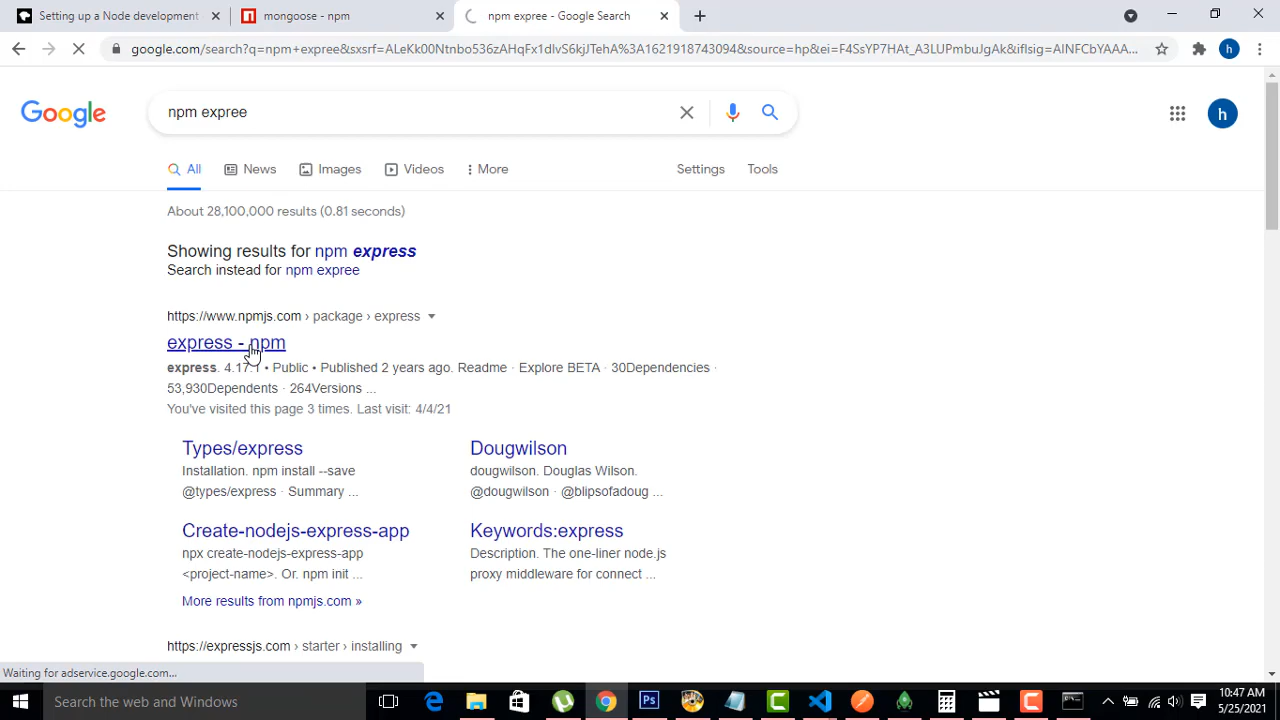 Setting up a Node development
mongoose - npm
npm expree - Google Search
google.com/search?q=npm+expree&sxsrf=ALeKk00Ntnbo536zAHqFx1dlvS6kjJTehA%3A1621918743094&source=hp&ei=F4SsYP7HAt_A3LUPmbuJgAk&iflsig=AINFCbYAAA...
h
Google
npm expree
h
All
News
Images
Videos
More
Settings
Tools
About 28,100,000 results (0.81 seconds)
Showing results for npm express
Search instead for npm expree
https://www.npmjs.com › package › express
express - npm
express. 4.17.1 • Public • Published 2 years ago. Readme · Explore BETA · 30Dependencies ·
53,930Dependents · 264Versions ...
You've visited this page 3 times. Last visit: 4/4/21
Types/express
Installation. npm install --save
@types/express · Summary ...
Dougwilson
dougwilson. Douglas Wilson.
@dougwilson · @blipsofadoug ...
Create-nodejs-express-app
npx create-nodejs-express-app
<project-name>. Or. npm init ...
Keywords:express
Description. The one-liner node.js
proxy middleware for connect ...
More results from npmjs.com »
https://expressjs.com › starter › installing
Waiting for adservice.google.com...
Search the web and Windows
10:47 AM
5/25/2021